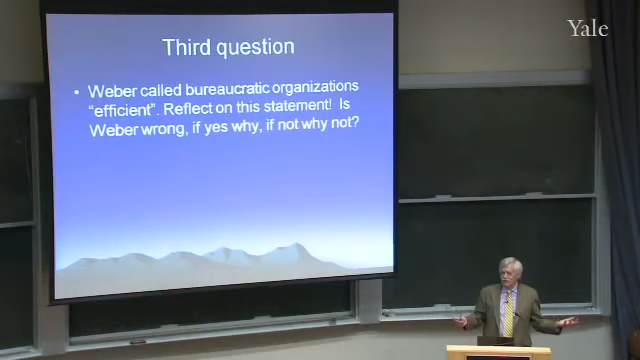 Yale
Third question
• Weber called bureaucratic organizations
"efficient". Reflect on this statement! Is
Weber wrong, if yes why, if not why not?